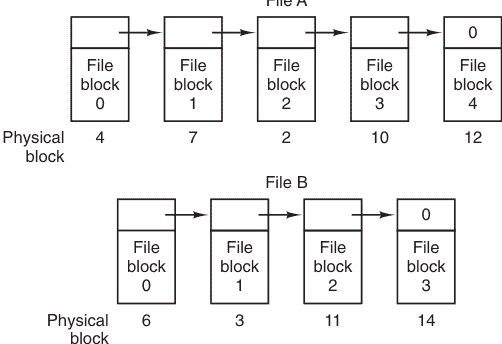 File A
0
File block 0
File block 1
File block 2
File block 3
File block 4
Physical block 4 7 2 10 12
File B
0
File block 0
File block 1
File block 2
File block 3
Physical block 6 3 11 14